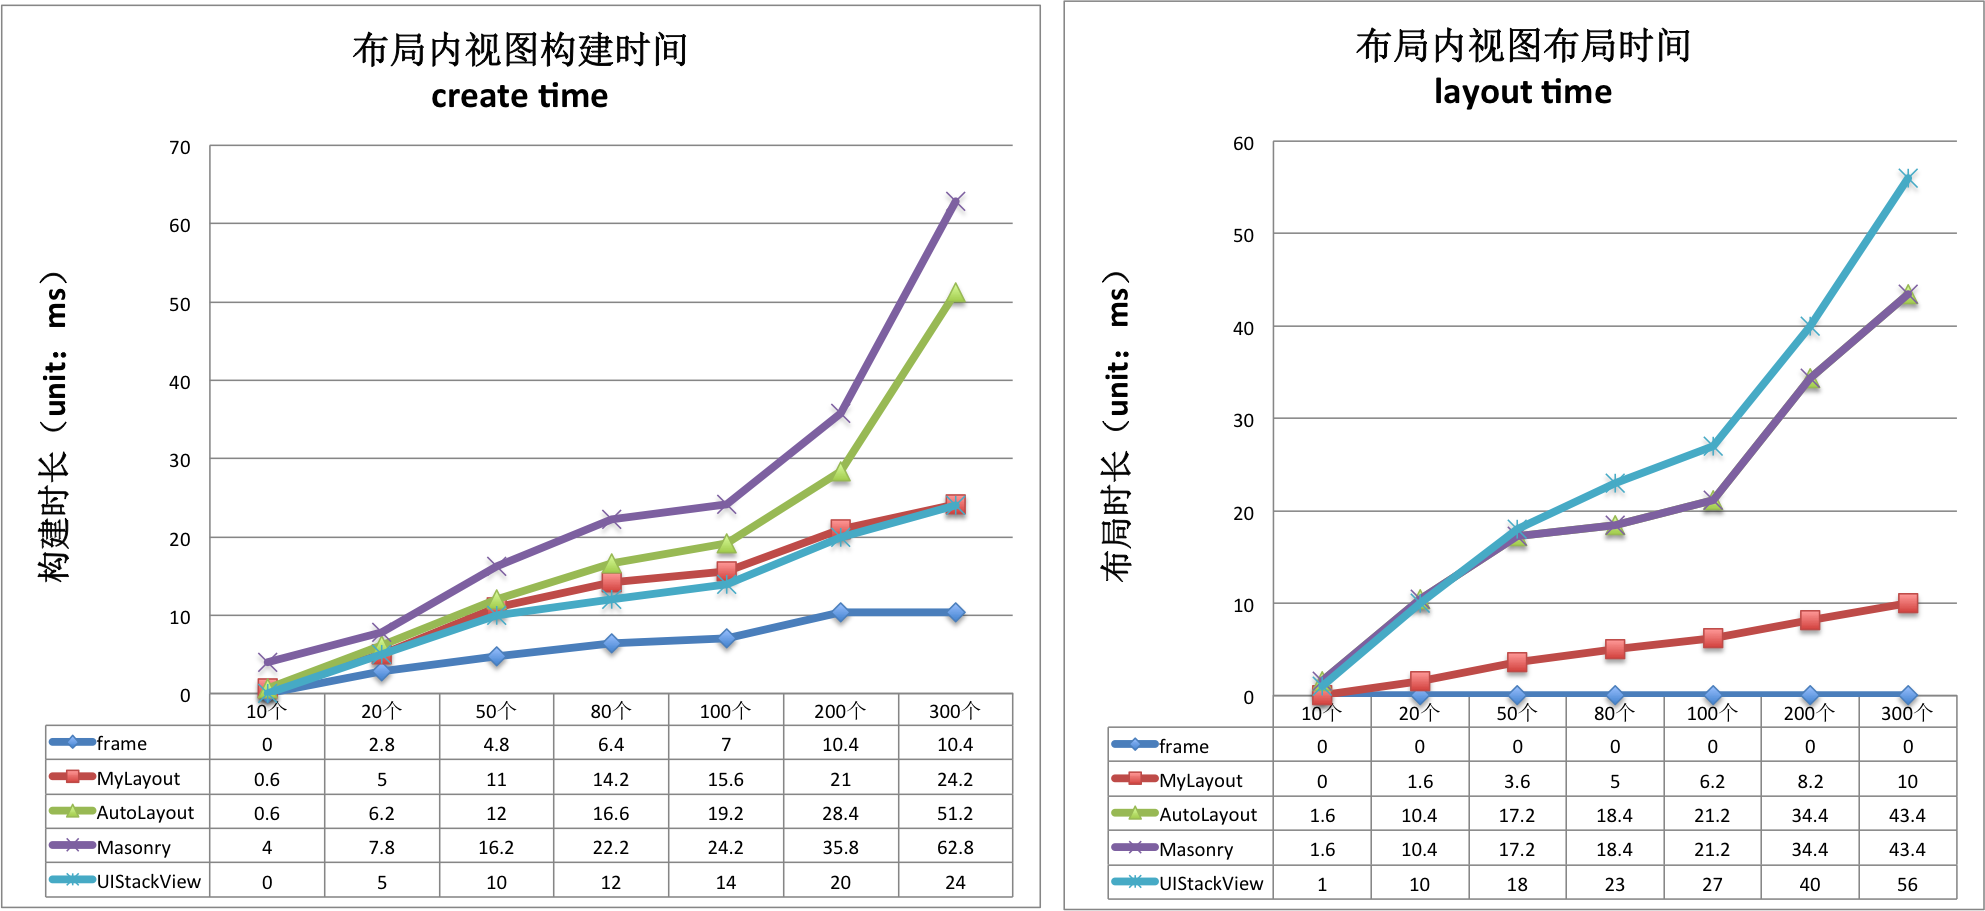 布局内视图构建时间
create time
构建时长（unit: ms）
70
60
50
40
30
20
10
0
10个 20个 50个 80个 100个 200个 300个
frame 0 2.8 4.8 6.4 7 10.4 10.4
MyLayout 0.6 5 11 14.2 15.6 21 24.2
AutoLayout 0.6 6.2 12 16.6 19.2 28.4 51.2
Masonry 4 7.8 16.2 22.2 24.2 35.8 62.8
UIStackView 0 5 10 12 14 20 24
布局内视图布局时间
layout time
布局时长（unit: ms）
60
50
40
30
20
10
0
10个 20个 50个 80个 100个 200个 300个
frame 0 0 0 0 0 0 0
MyLayout 0 1.6 3.6 5 6.2 8.2 10
AutoLayout 1.6 10.4 17.2 18.4 21.2 34.4 43.4
Masonry 1.6 10.4 17.2 18.4 21.2 34.4 43.4
UIStackView 1 10 18 23 27 40 56